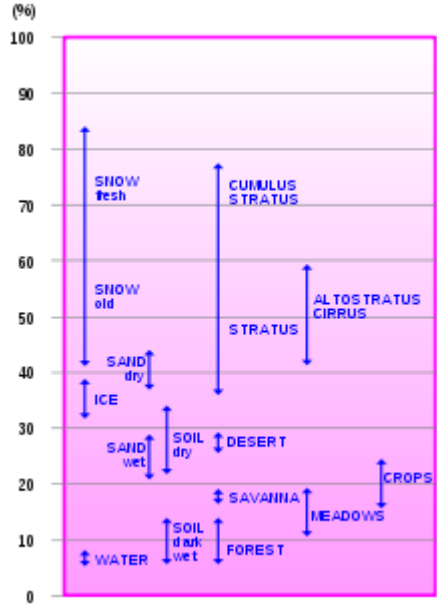 (%)
100
90
80
70
60
50
40
30
20
10
0
SNOW
fresh
SNOW
old
CUMULUS
STRATUS
STRATUS
ALTOSTRATUS
CIRRUS
SAND
dry
ICE
SAND
wet
SOIL
dry
DESERT
SAVANNA
CROPS
MEADOWS
SOIL
dark
wet
FOREST
WATER